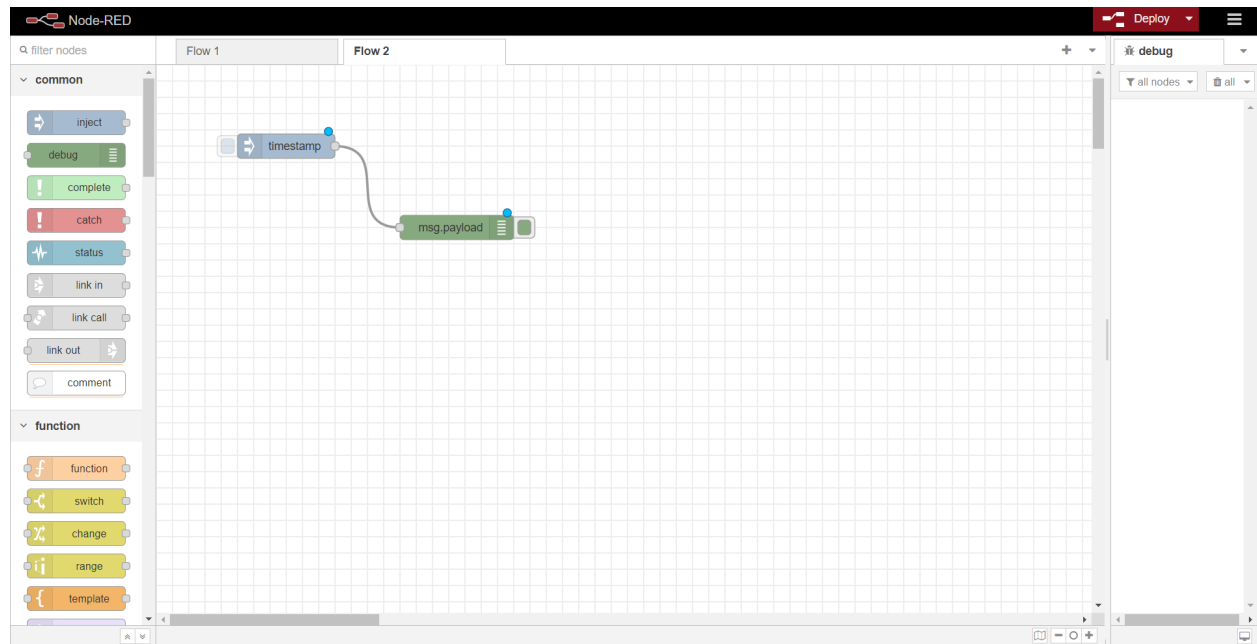 Node-RED
Deploy
filter nodes
Flow 1
Flow 2
debug
all nodes
all
common
inject
debug
complete
catch
status
link in
link call
link out
comment
function
function
switch
change
range
template
timestamp
msg.payload